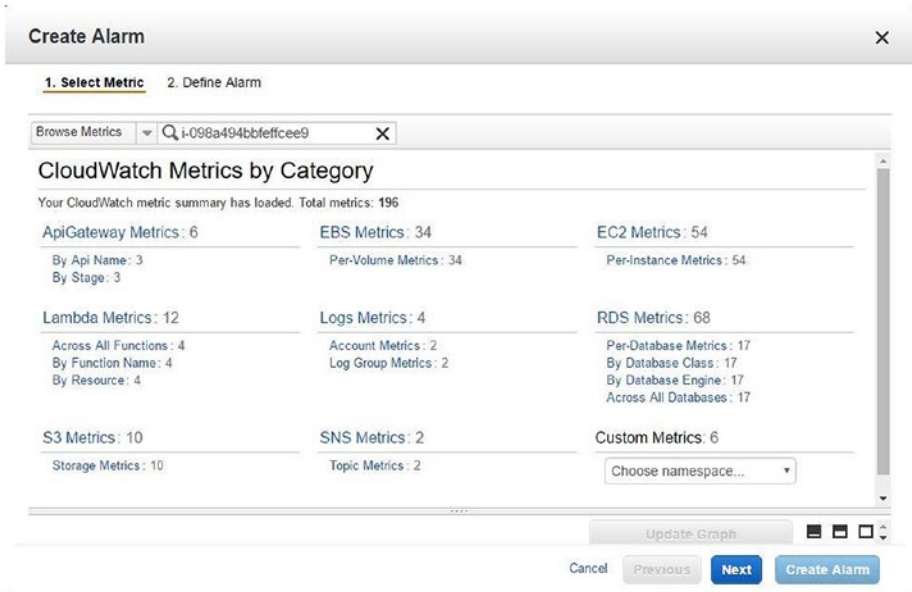 Create Alarm
1. Select Metric 2. Define Alarm
Browse Metrics i-098a494bbfeffcee9
CloudWatch Metrics by Category
Your CloudWatch metric summary has loaded. Total metrics: 196
ApiGateway Metrics: 6
By Api Name: 3
By Stage: 3
EBS Metrics: 34
Per-Volume Metrics: 34
EC2 Metrics: 54
Per-Instance Metrics: 54
Lambda Metrics: 12
Across All Functions: 4
By Function Name: 4
By Resource: 4
Logs Metrics: 4
Account Metrics: 2
Log Group Metrics: 2
RDS Metrics: 68
Per-Database Metrics: 17
By Database Class: 17
By Database Engine: 17
Across All Databases: 17
S3 Metrics: 10
Storage Metrics: 10
SNS Metrics: 2
Topic Metrics: 2
Custom Metrics: 6
Choose namespace...
Update Graph
Cancel Previous Next Create Alarm